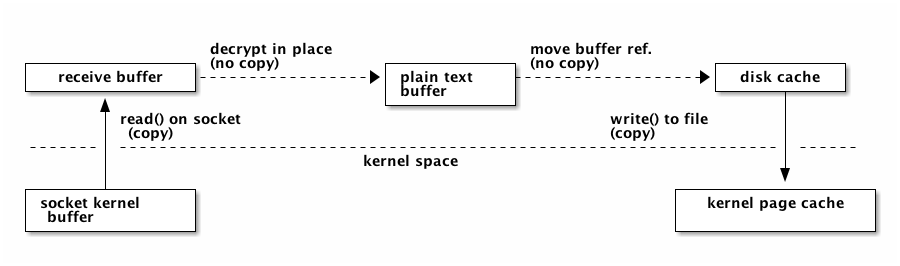 decrypt in place
(no copy)
move buffer ref.
(no copy)
receive buffer
plain text
buffer
disk cache
read() on socket
(copy)
write() to file
(copy)
kernel space
socket kernel
buffer
kernel page cache